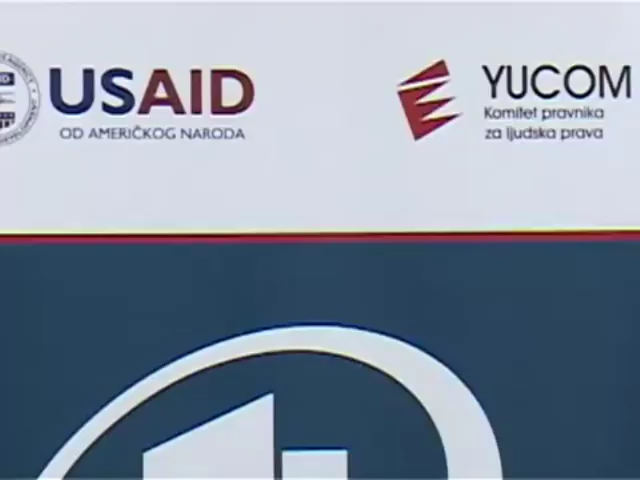 USAID
OD AMERIČKOG NARODA
YUCOM
Komitet pravnika
za ljudska prava